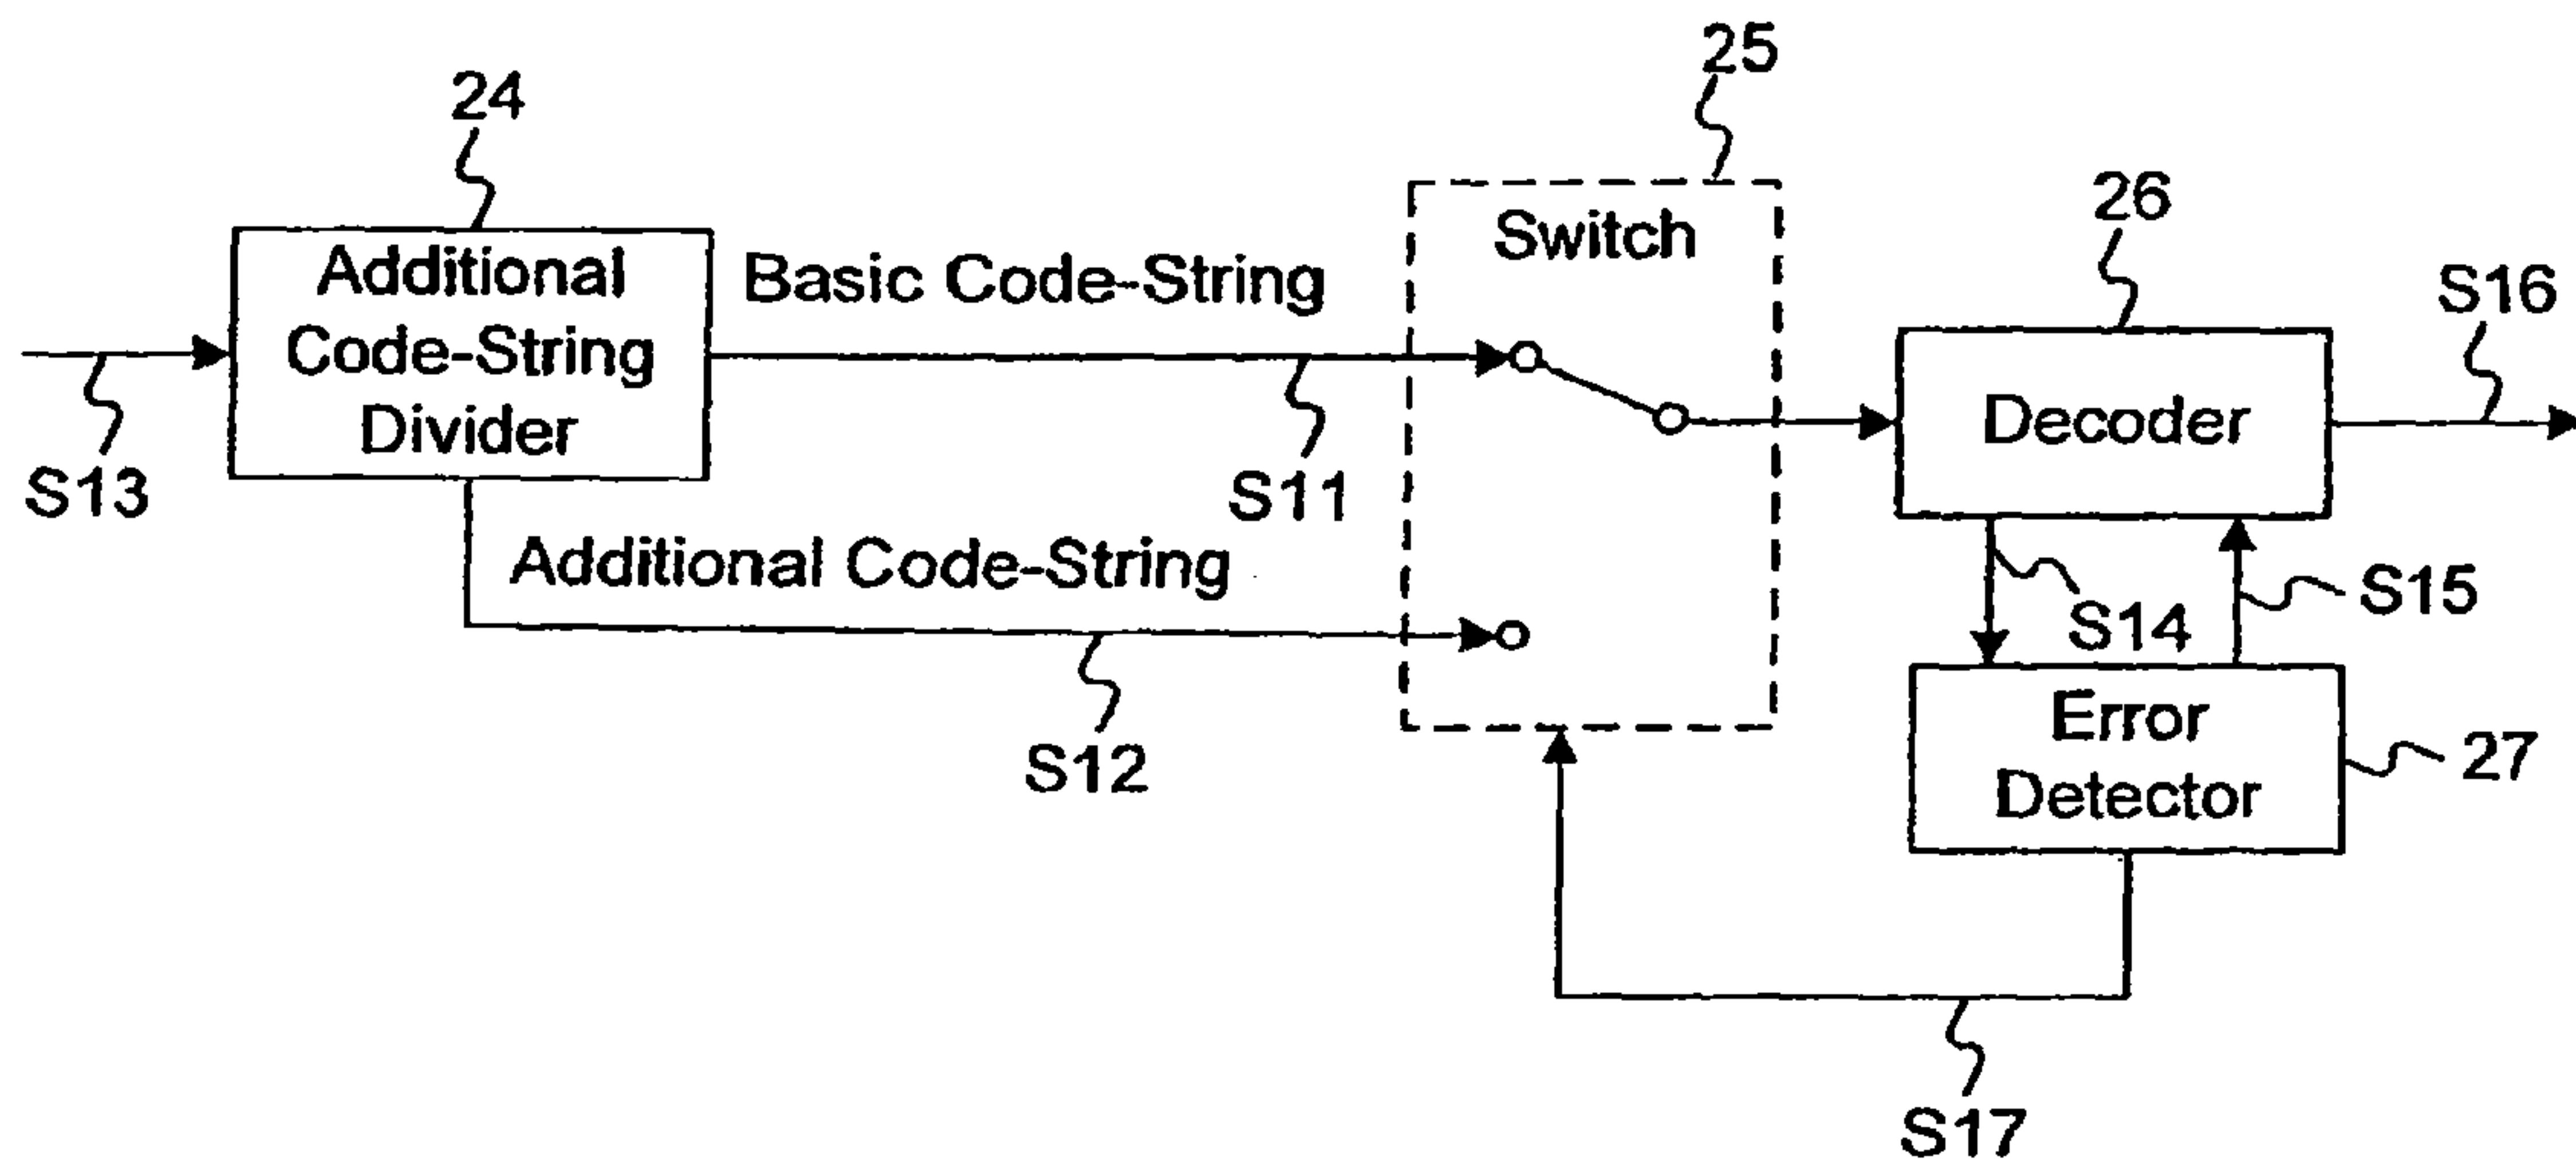 25
24
26
Switch
Additional
Code-String
Divider
Basic Code-String
S16
Decoder
S13
S11
Additional Code-String
S14
S15
Error
Detector
27
S12
S17